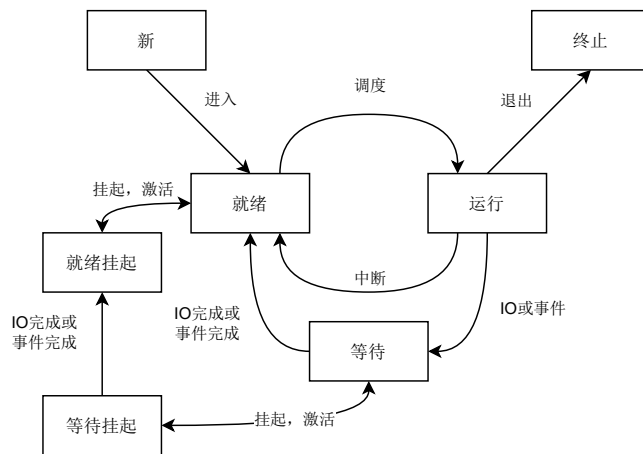 新
终止
进入
调度
退出
挂起，激活
就绪
运行
就绪挂起
中断
IO完成或
事件完成
IO完成或
事件完成
IO或事件
等待
等待挂起
挂起，激活